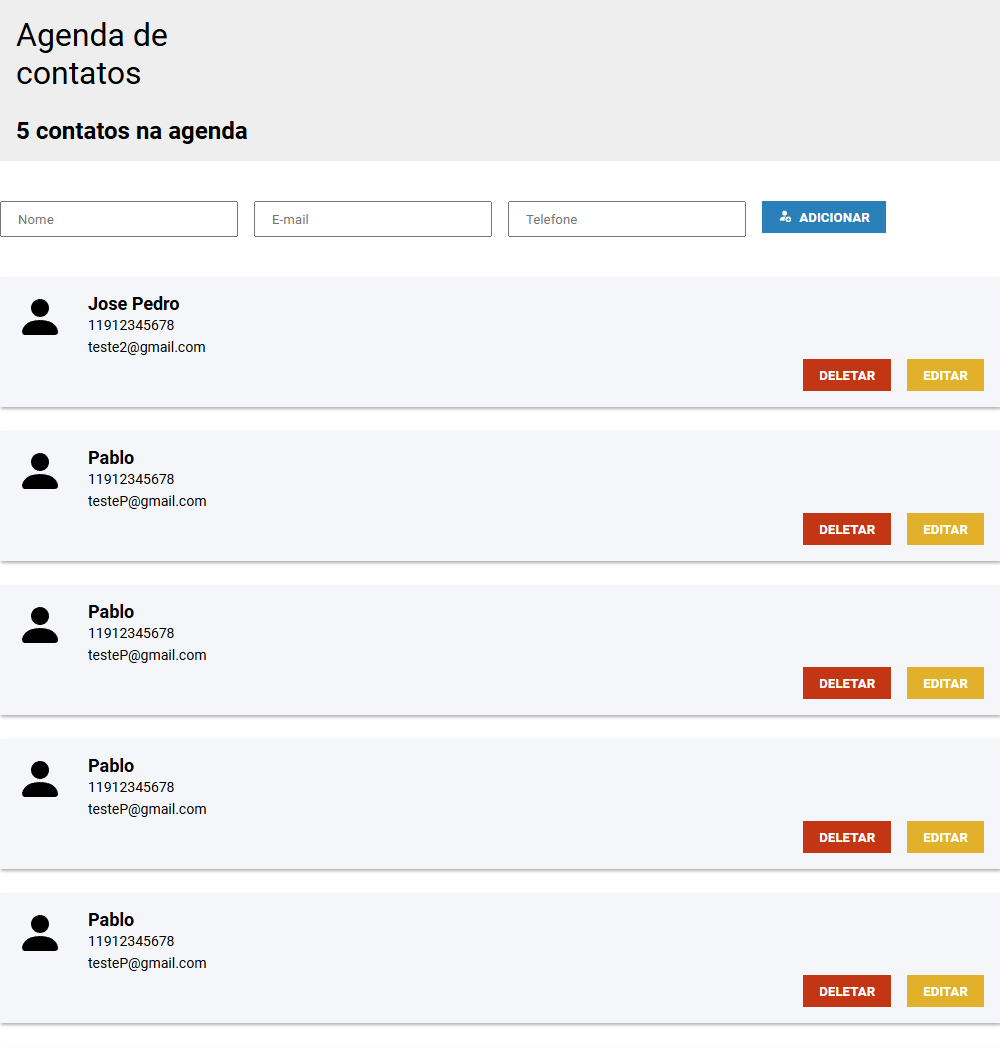 Agenda de
contatos
5 contatos na agenda
Nome
E-mail
Telefone
ADICIONAR
Jose Pedro
11912345678
teste2@gmail.com
DELETAR
EDITAR
Pablo
11912345678
testeP@gmail.com
DELETAR
EDITAR
Pablo
11912345678
testeP@gmail.com
DELETAR
EDITAR
Pablo
11912345678
testeP@gmail.com
DELETAR
EDITAR
Pablo
11912345678
testeP@gmail.com
DELETAR
EDITAR